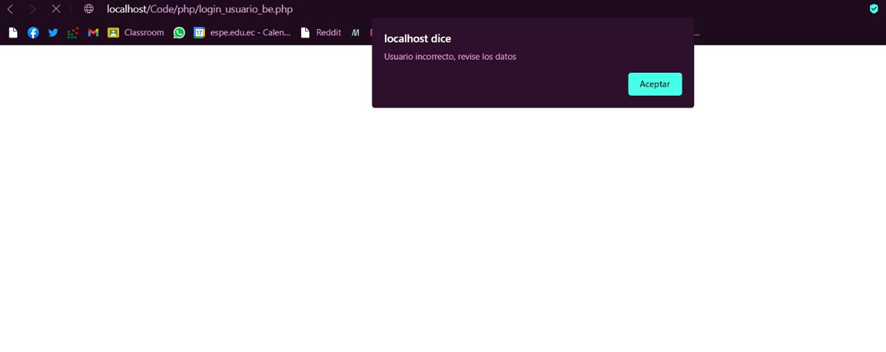 localhost/Code/php/login_usuario_be.php
Classroom
espe.edu.ec - Calen...
Reddit
M
...
localhost dice
Usuario incorrecto, revise los datos
Aceptar